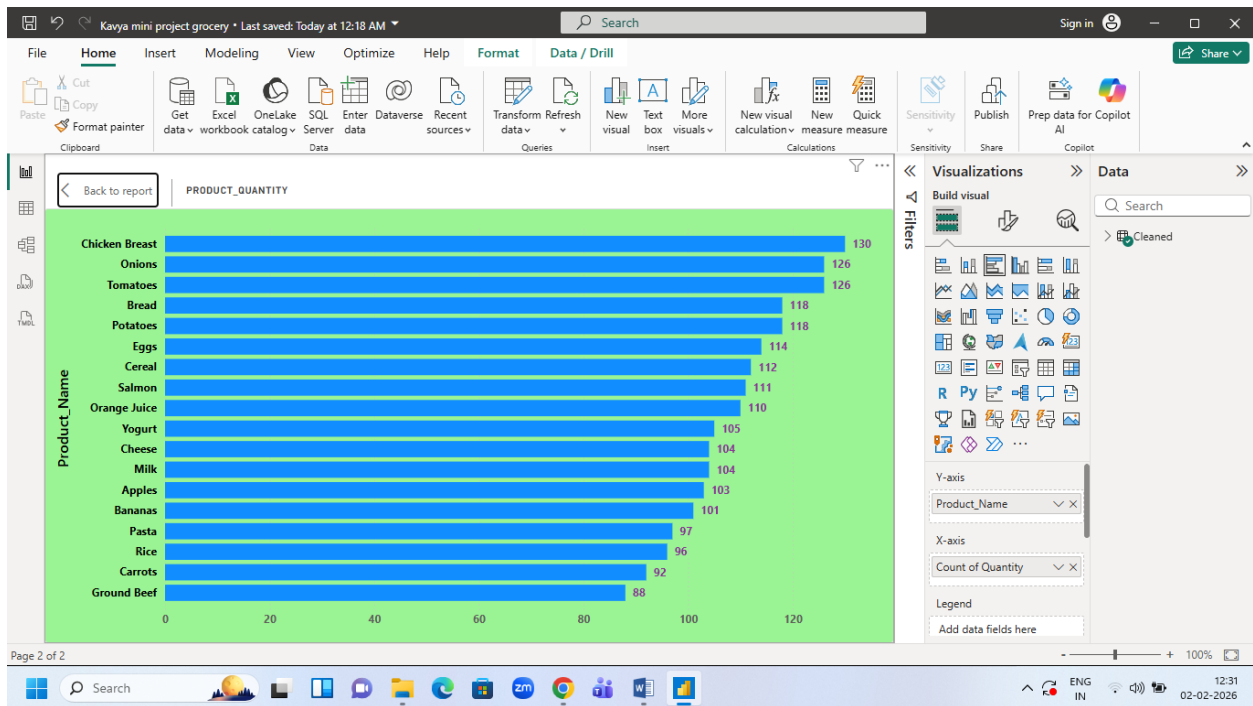 Kavya mini project grocery • Last saved: Today at 12:18 AM
Search
Sign in
File Home Insert Modeling View Optimize Help Format Data / Drill
Share
Paste
Cut
Copy
Format painter
Clipboard
Get data
Excel workbook
OneLake catalog
SQL Server
Enter data
Dataverse
Recent sources
Data
Transform data
Refresh
Queries
New visual
Text box
More visuals
Insert
New visual calculation
New measure
Quick measure
Calculations
Sensitivity
Sensitivity
Publish
Share
Prep data for AI
Copilot
Copilot
Back to report
PRODUCT_QUANTITY
Product_Name
Chicken Breast 130
Onions 126
Tomatoes 126
Bread 118
Potatoes 118
Eggs 114
Cereal 112
Salmon 111
Orange Juice 110
Yogurt 105
Cheese 104
Milk 104
Apples 103
Bananas 101
Pasta 97
Rice 96
Carrots 92
Ground Beef 88
0 20 40 60 80 100 120
Filters
Visualizations
Build visual
123
123
R Py
Y-axis
Product_Name
X-axis
Count of Quantity
Legend
Add data fields here
Data
Search
Cleaned
DAX
TMDL
Page 2 of 2
- + 100%
Search
zm
ENG
IN
12:31
02-02-2026